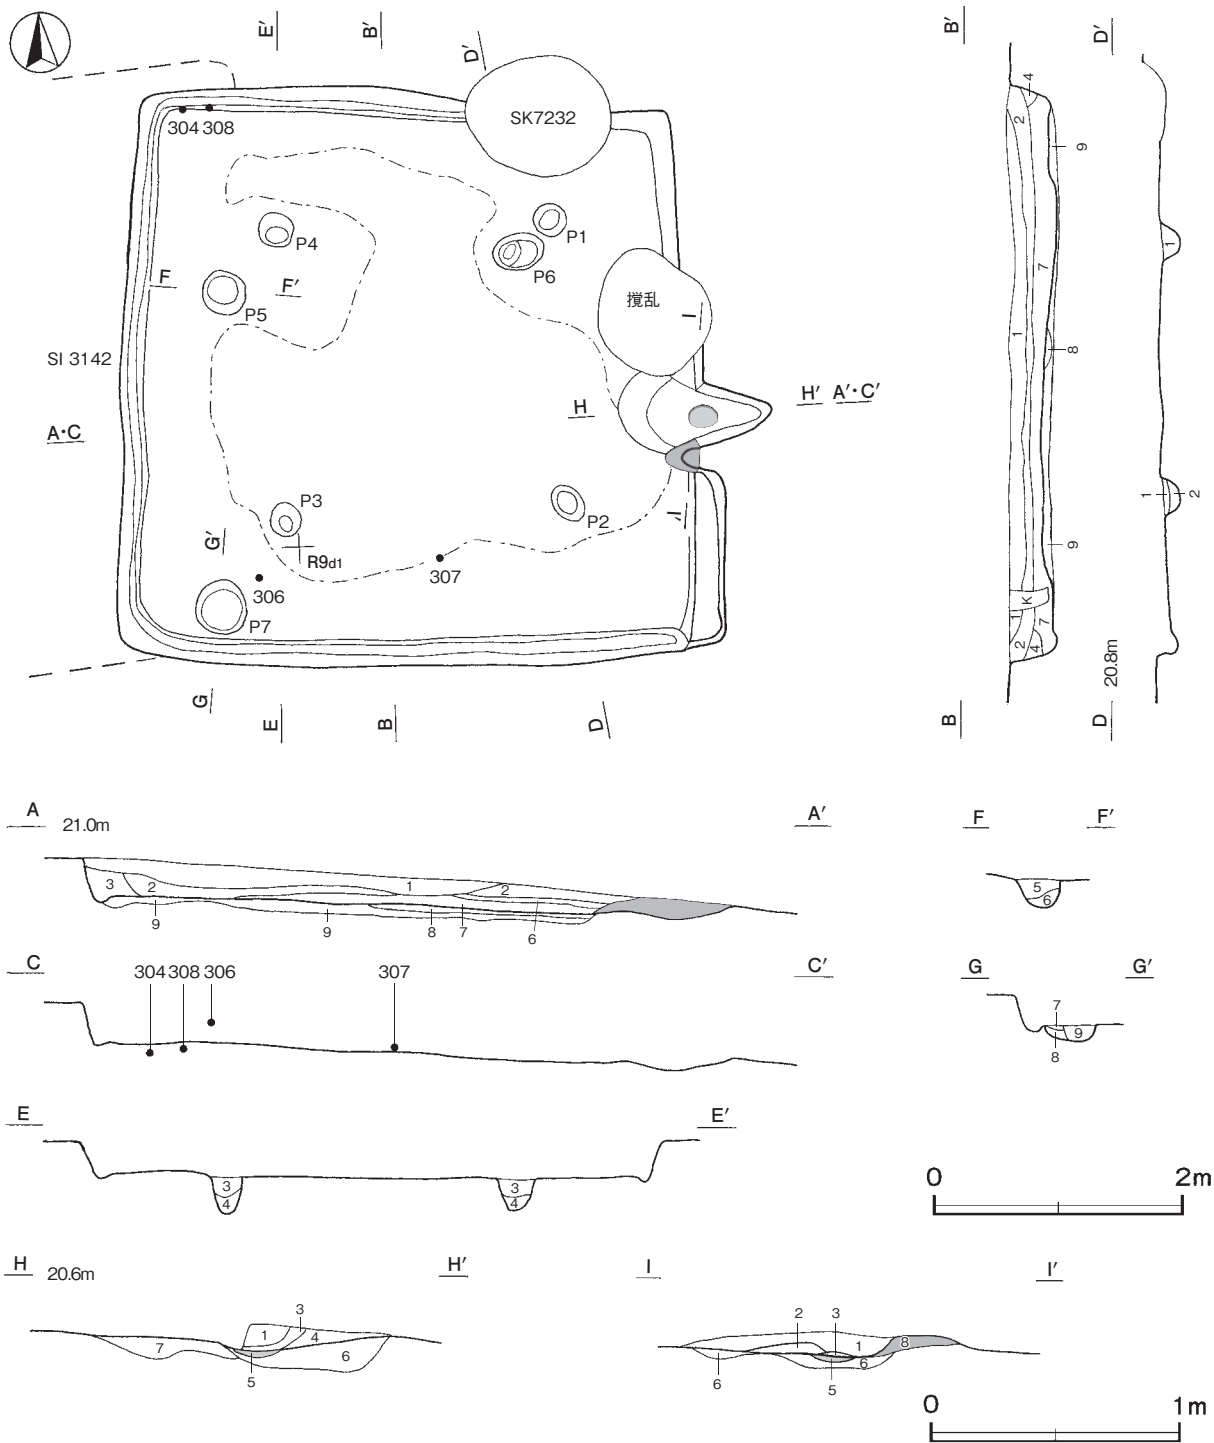 E′
B′
D′
B′
D′
SK7232
304 308
4
2
9
P1
P4
P6
1
F
F′
7
P5
撹乱
I
1
SI 3142
8
H
H′ A′・C′
A・C
P3
P2
I′
1
2
G′
R9d1
9
307
306
K
P7
1
7
2
4
20.8m
G
E
B
D
B
D
A
21.0m
A′
F
F′
3
2
1
2
5
6
9
9
8
7
6
C
304 308 306
307
C′
G
G′
7
9
8
E
E′
3
4
3
4
0
2m
H
20.6m
H′
I
I′
3
1
4
7
6
5
2
3
1
8
6
6
5
0
1m